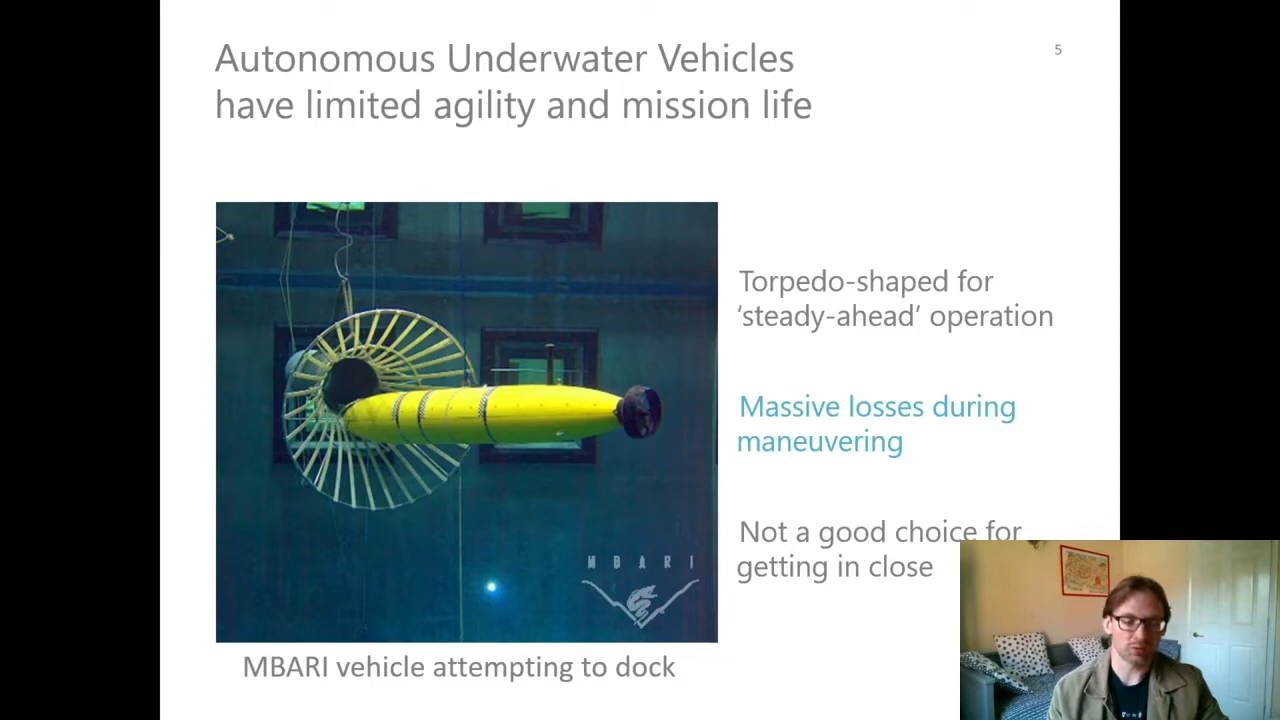 Autonomous Underwater Vehicles
have limited agility and mission life
5
Torpedo-shaped for
‘steady-ahead’ operation
Massive losses during
maneuvering
Not a good choice for
getting in close
MBARI
MBARI vehicle attempting to dock